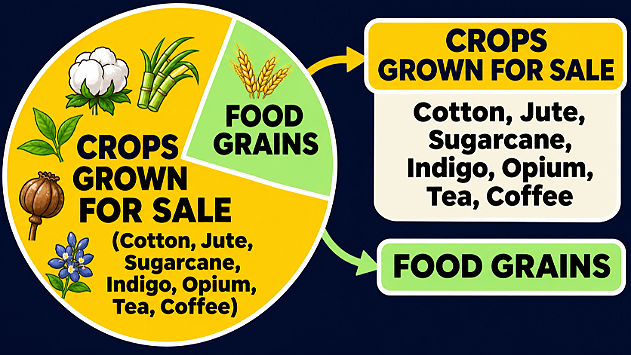 FOOD
GRAINS
CROPS
GROWN
FOR SALE
(Cotton, Jute,
Sugarcane,
Indigo, Opium,
Tea, Coffee)
CROPS
GROWN FOR SALE
Cotton, Jute,
Sugarcane,
Indigo, Opium,
Tea, Coffee
FOOD GRAINS